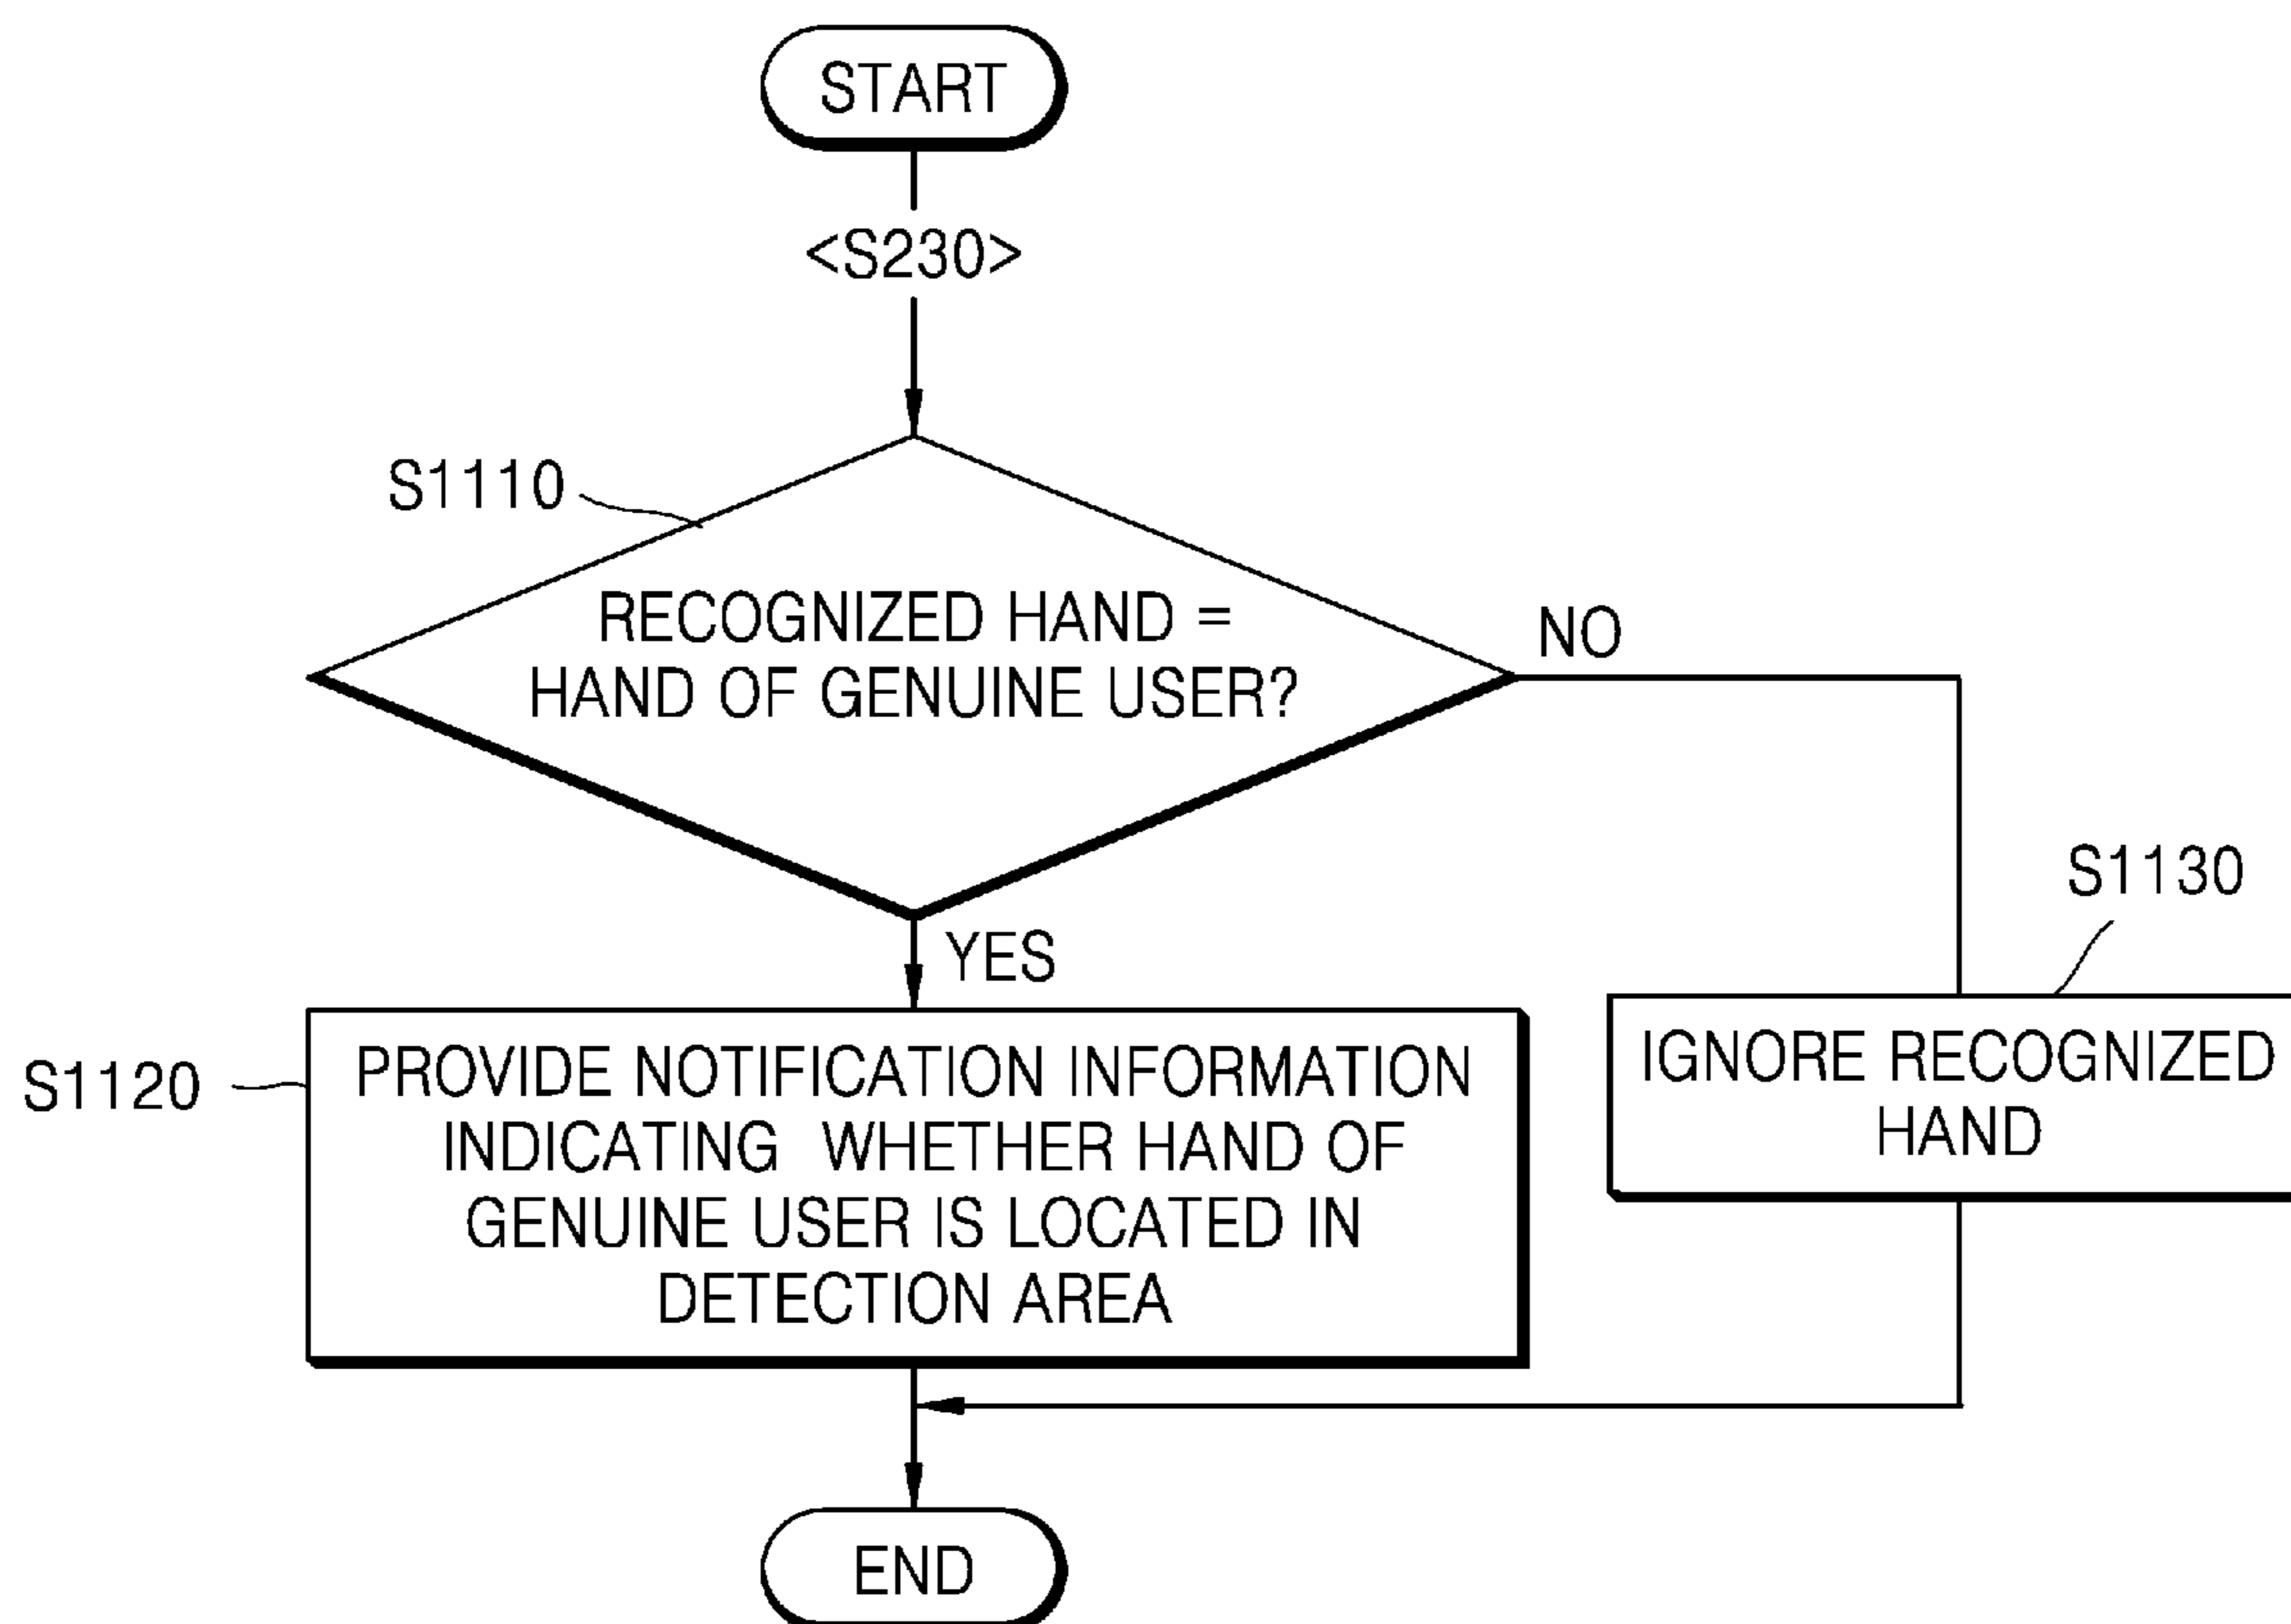 START
<S230>
S1110
RECOGNIZED HAND =
HAND OF GENUINE USER?
NO
YES
S1130
S1120
PROVIDE NOTIFICATION INFORMATION
INDICATING WHETHER HAND OF
GENUINE USER IS LOCATED IN
DETECTION AREA
IGNORE RECOGNIZED
HAND
END